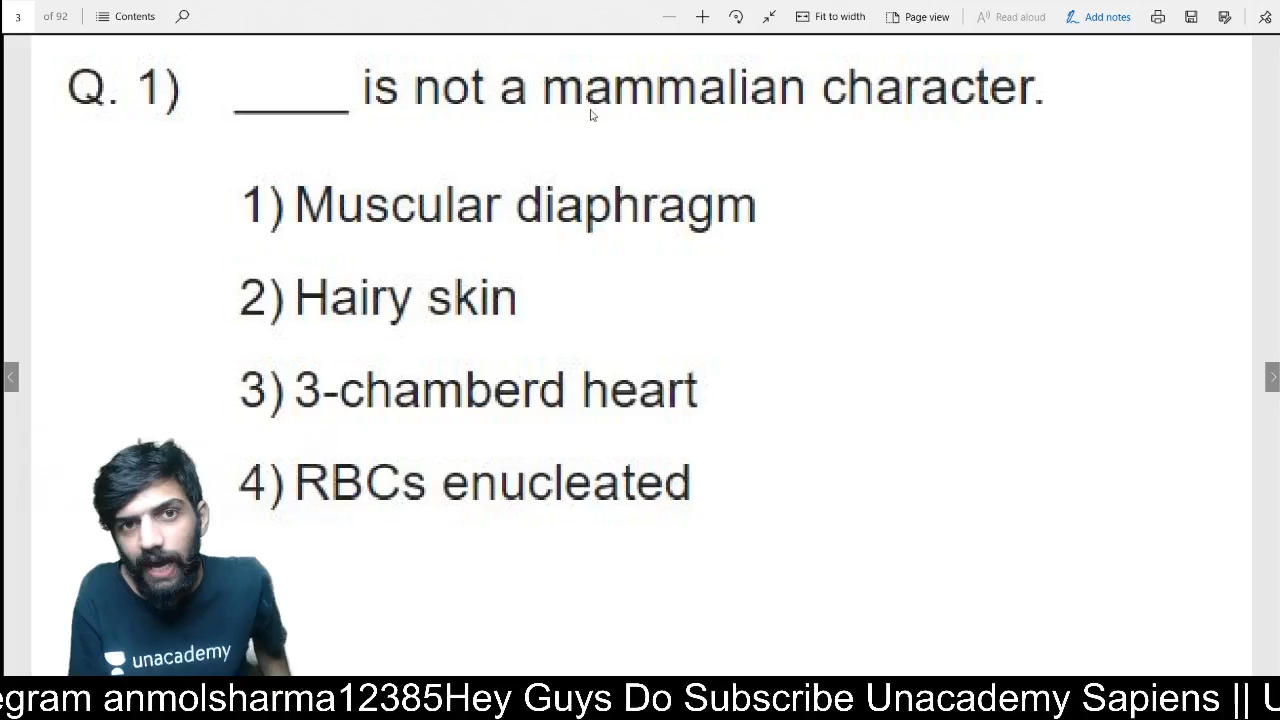 3 of 92 Contents Fit to width Page view Read aloud Add notes
Q. 1) _____ is not a mammalian character.
1) Muscular diaphragm
2) Hairy skin
3) 3-chamberd heart
4) RBCs enucleated
unacademy
egram anmolsharma12385Hey Guys Do Subscribe Unacademy Sapiens || U